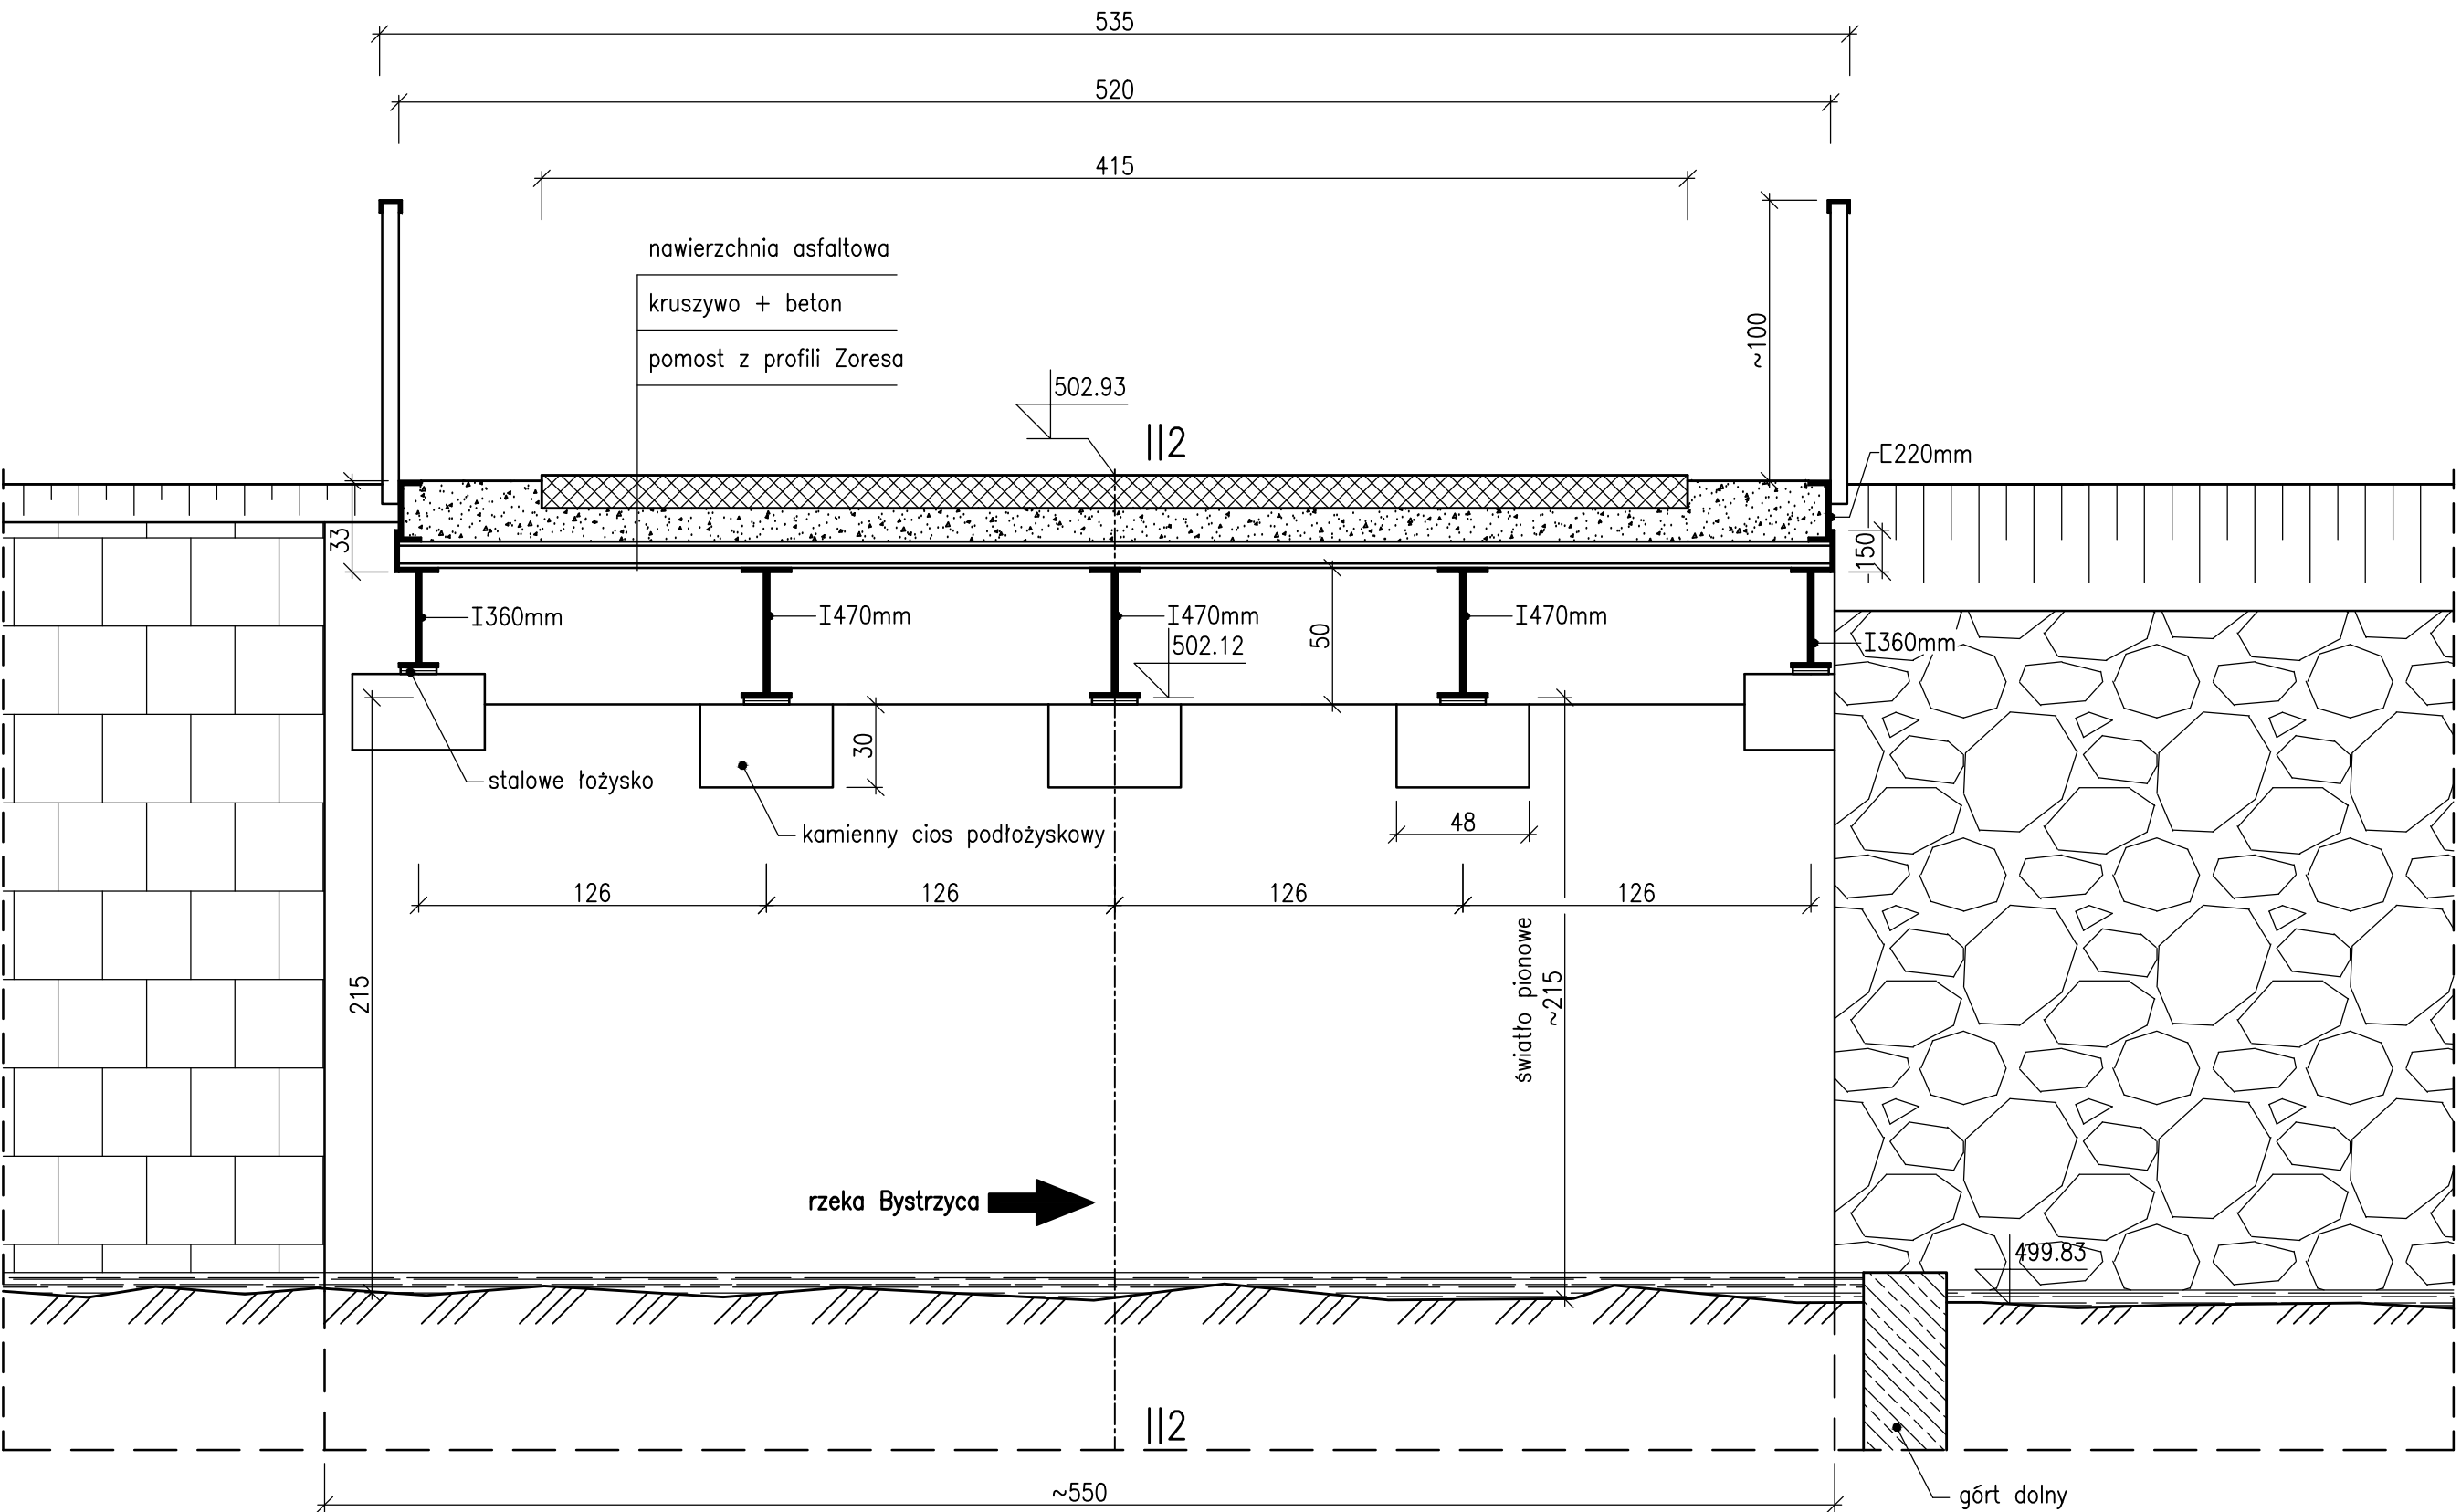 535
520
415
nawierzchnia asfaltowa
kruszywo + beton
pomost z profili Zoresa
~100
502.93
||2
[220mm
33
150
I360mm
I470mm
I470mm
I470mm
I360mm
502.12
50
30
stalowe łożysko
kamienny cios podłożyskowy
48
126
126
126
126
215
światło pionowe
~215
rzeka Bystrzyca
499.83
||2
~550
górt dolny